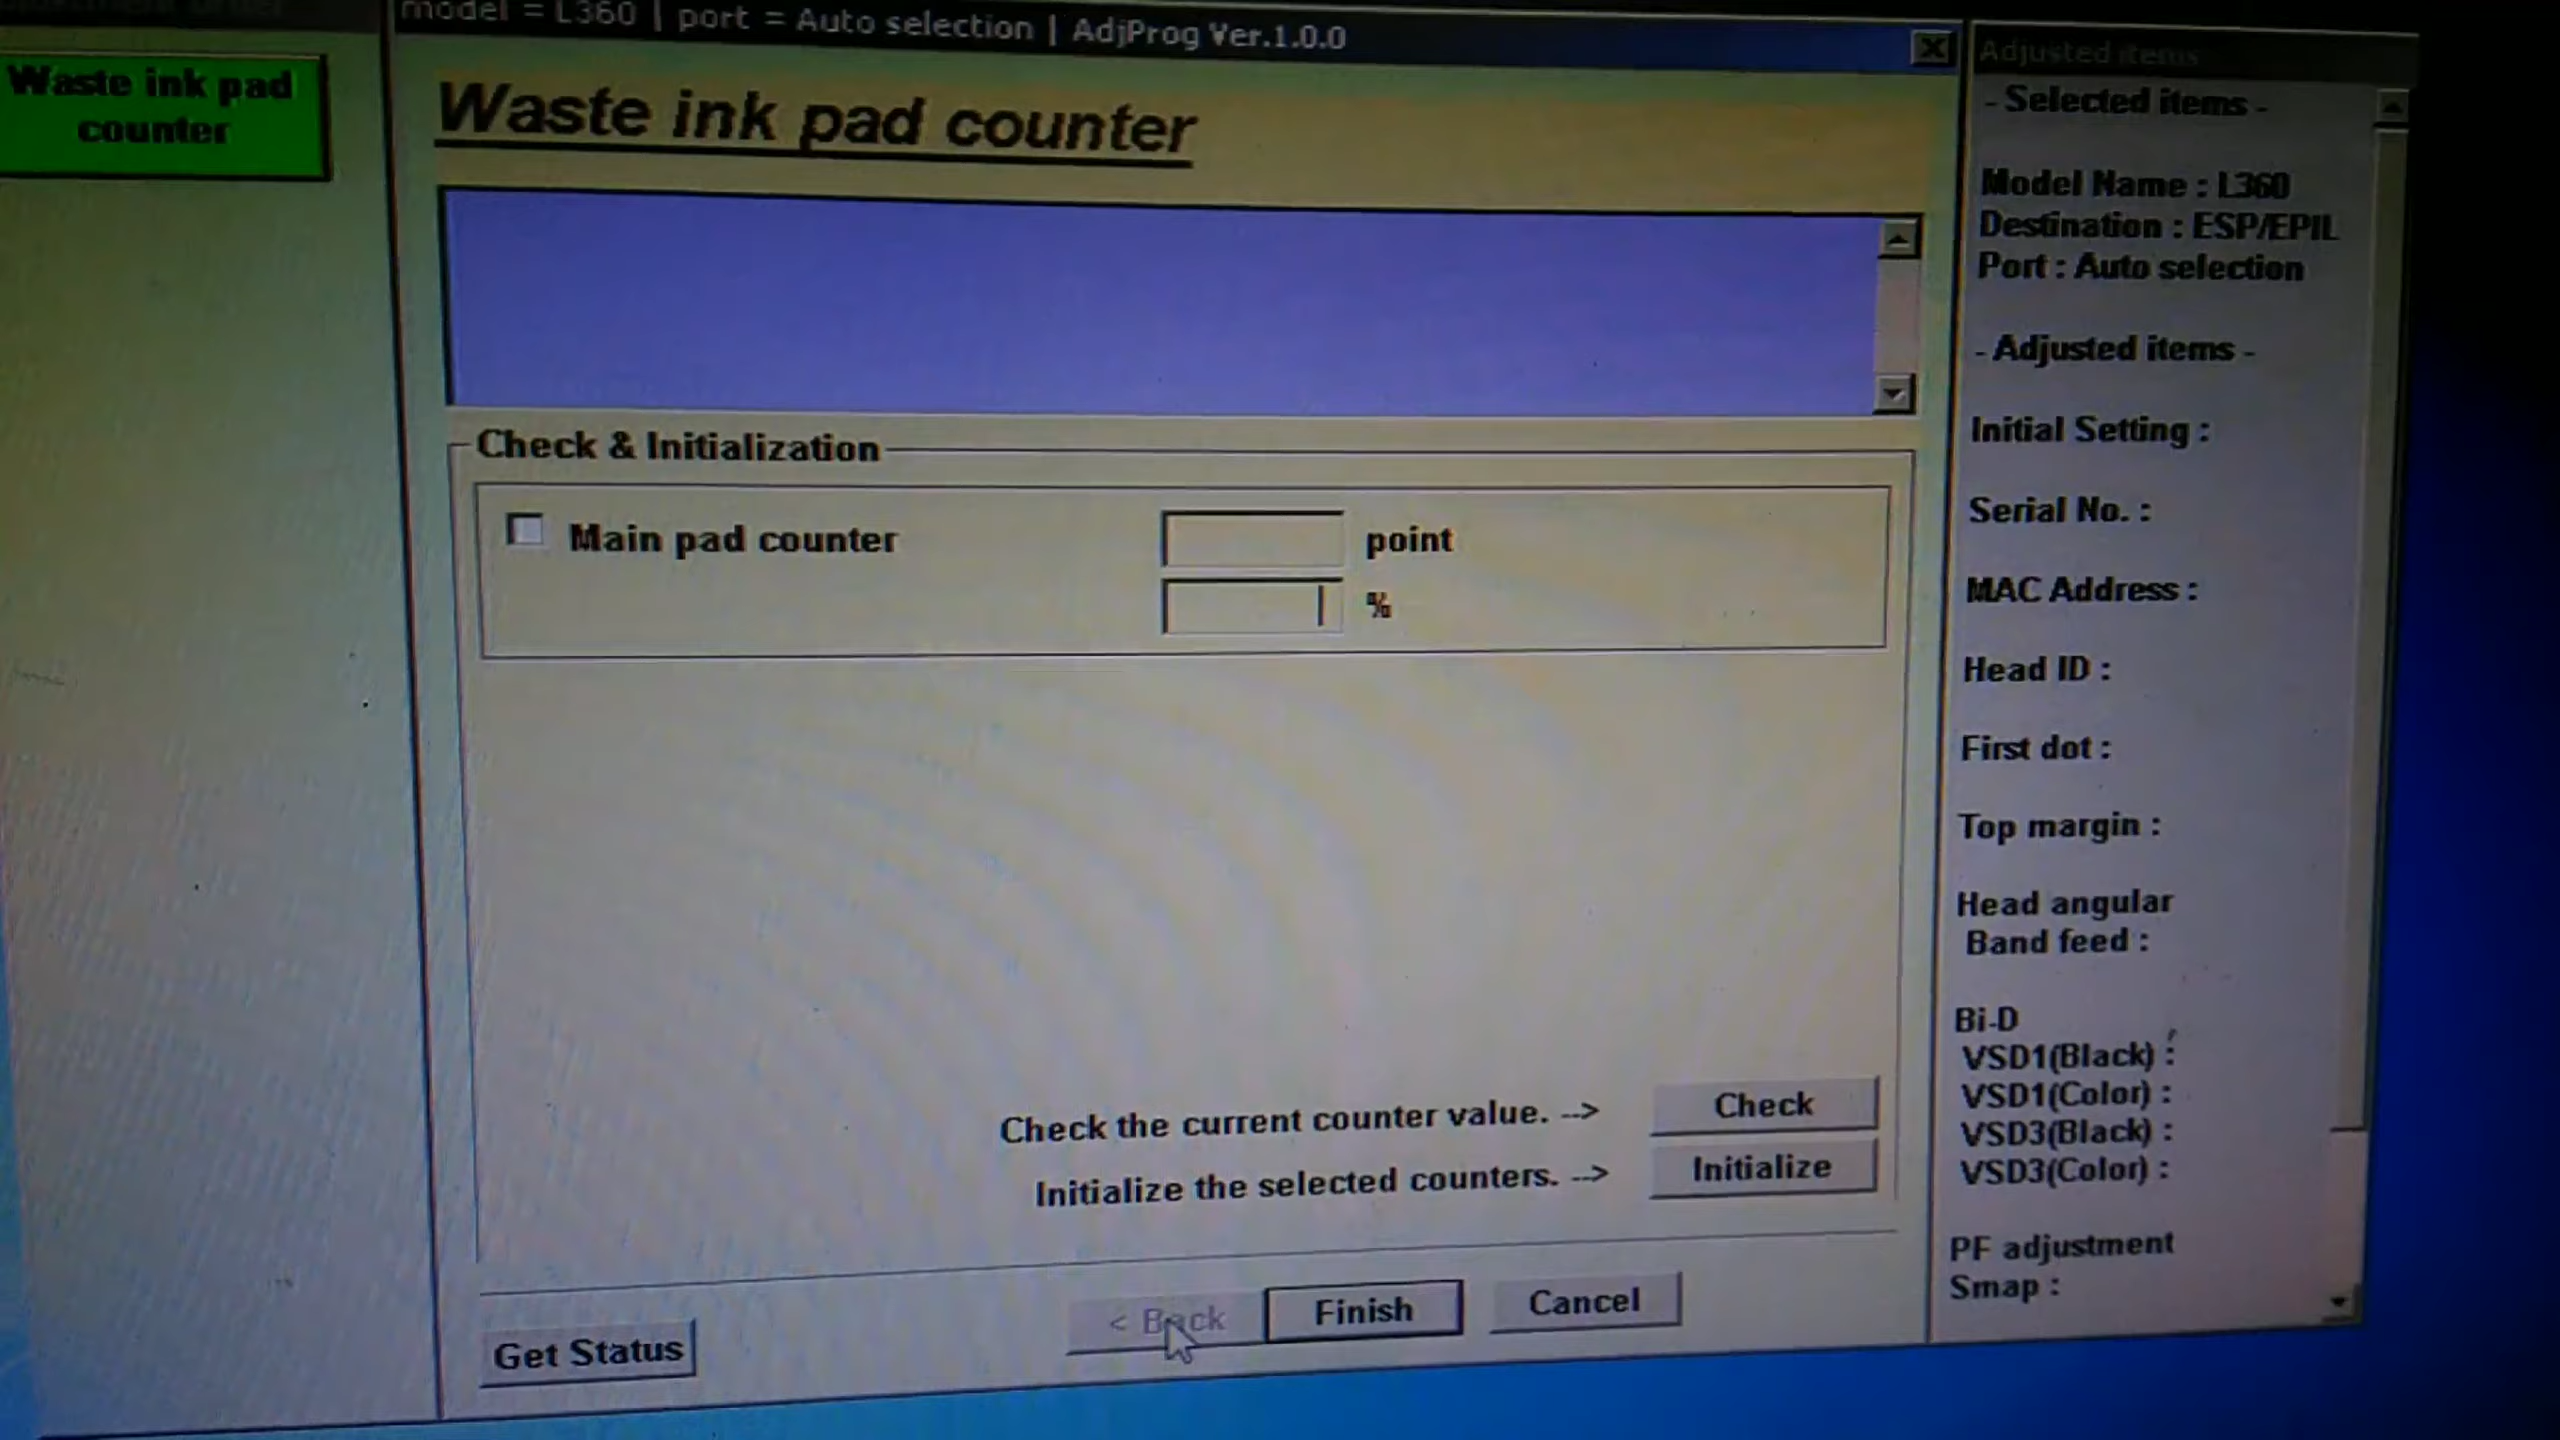 Waste ink pad
counter
model = L360 | port = Auto selection | AdjProg Ver.1.0.0
Waste ink pad counter
Check & Initialization
Main pad counter
point
%
Check the current counter value. -->
Check
Initialize the selected counters. -->
Initialize
Get Status
< Back
Finish
Cancel
Adjusted items
- Selected items -
Model Name : L360
Destination : ESP/EPIL
Port : Auto selection
- Adjusted items -
Initial Setting :
Serial No. :
MAC Address :
Head ID :
First dot :
Top margin :
Head angular
Band feed :
Bi-D
VSD1(Black) :
VSD1(Color) :
VSD3(Black) :
VSD3(Color) :
PF adjustment
Smap :